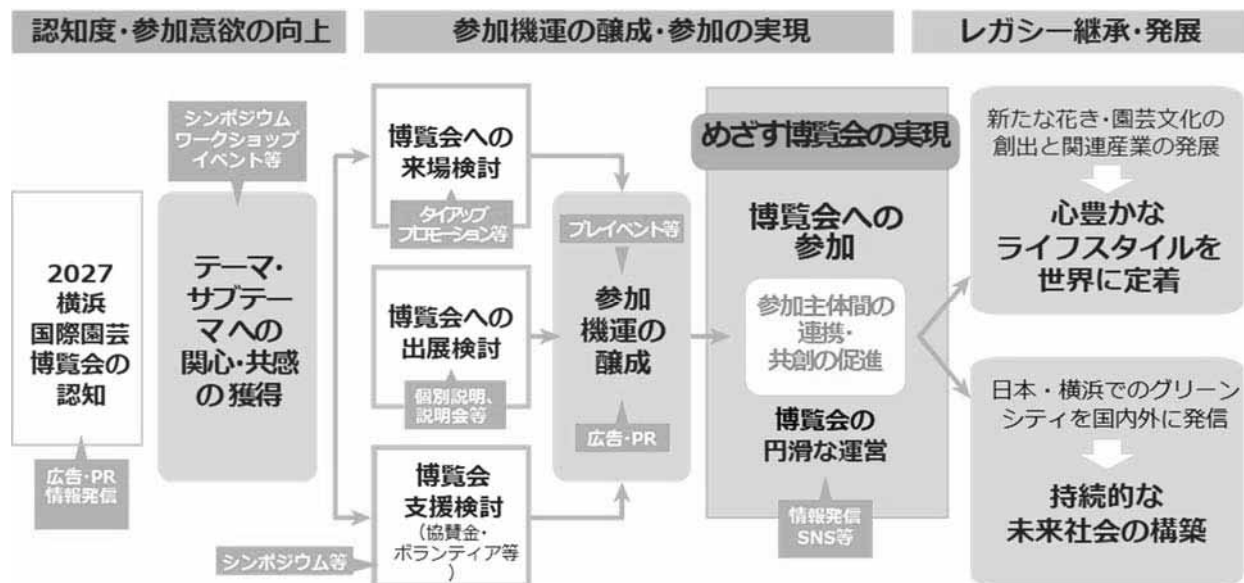 認知度・参加意欲の向上
参加機運の醸成・参加の実現
レガシー継承・発展
シンポジウム
ワークショップ
イベント等
2027
横浜
国際園芸
博覧会の
認知
広告・PR
情報発信
テーマ・
サブテー
マへの
関心・共感
の獲得
博覧会への
来場検討
タイアップ
プロモーション等
博覧会への
出展検討
個別説明、
説明会等
博覧会
支援検討
（協賛金・
ボランティア等
）
シンポジウム等
プレイベント等
参加
機運の
醸成
広告・PR
めざす博覧会の実現
博覧会への
参加
参加主体間の
連携・
共創の促進
博覧会の
円滑な運営
情報発信
SNS等
新たな花き・園芸文化の
創出と関連産業の発展
心豊かな
ライフスタイルを
世界に定着
日本・横浜でのグリーン
シティを国内外に発信
持続的な
未来社会の構築